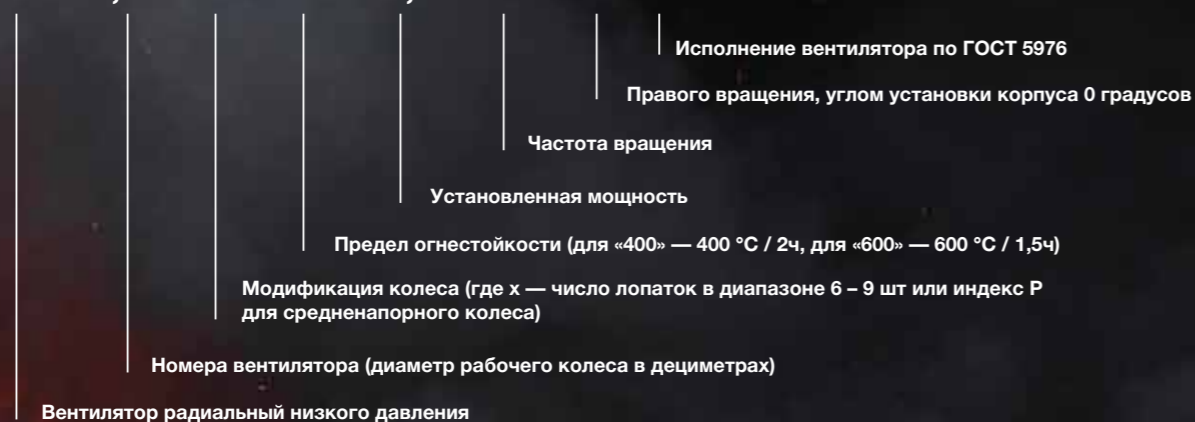 Исполнение вентилятора по ГОСТ 5976
Правого вращения, углом установки корпуса 0 градусов
Частота вращения
Установленная мощность
Предел огнестойкости (для «400» — 400 °C / 2ч, для «600» — 600 °C / 1,5ч)
Модификация колеса (где х — число лопаток в диапазоне 6 – 9 шт или индекс Р
для средненапорного колеса)
Номера вентилятора (диаметр рабочего колеса в дециметрах)
Вентилятор радиальный низкого давления